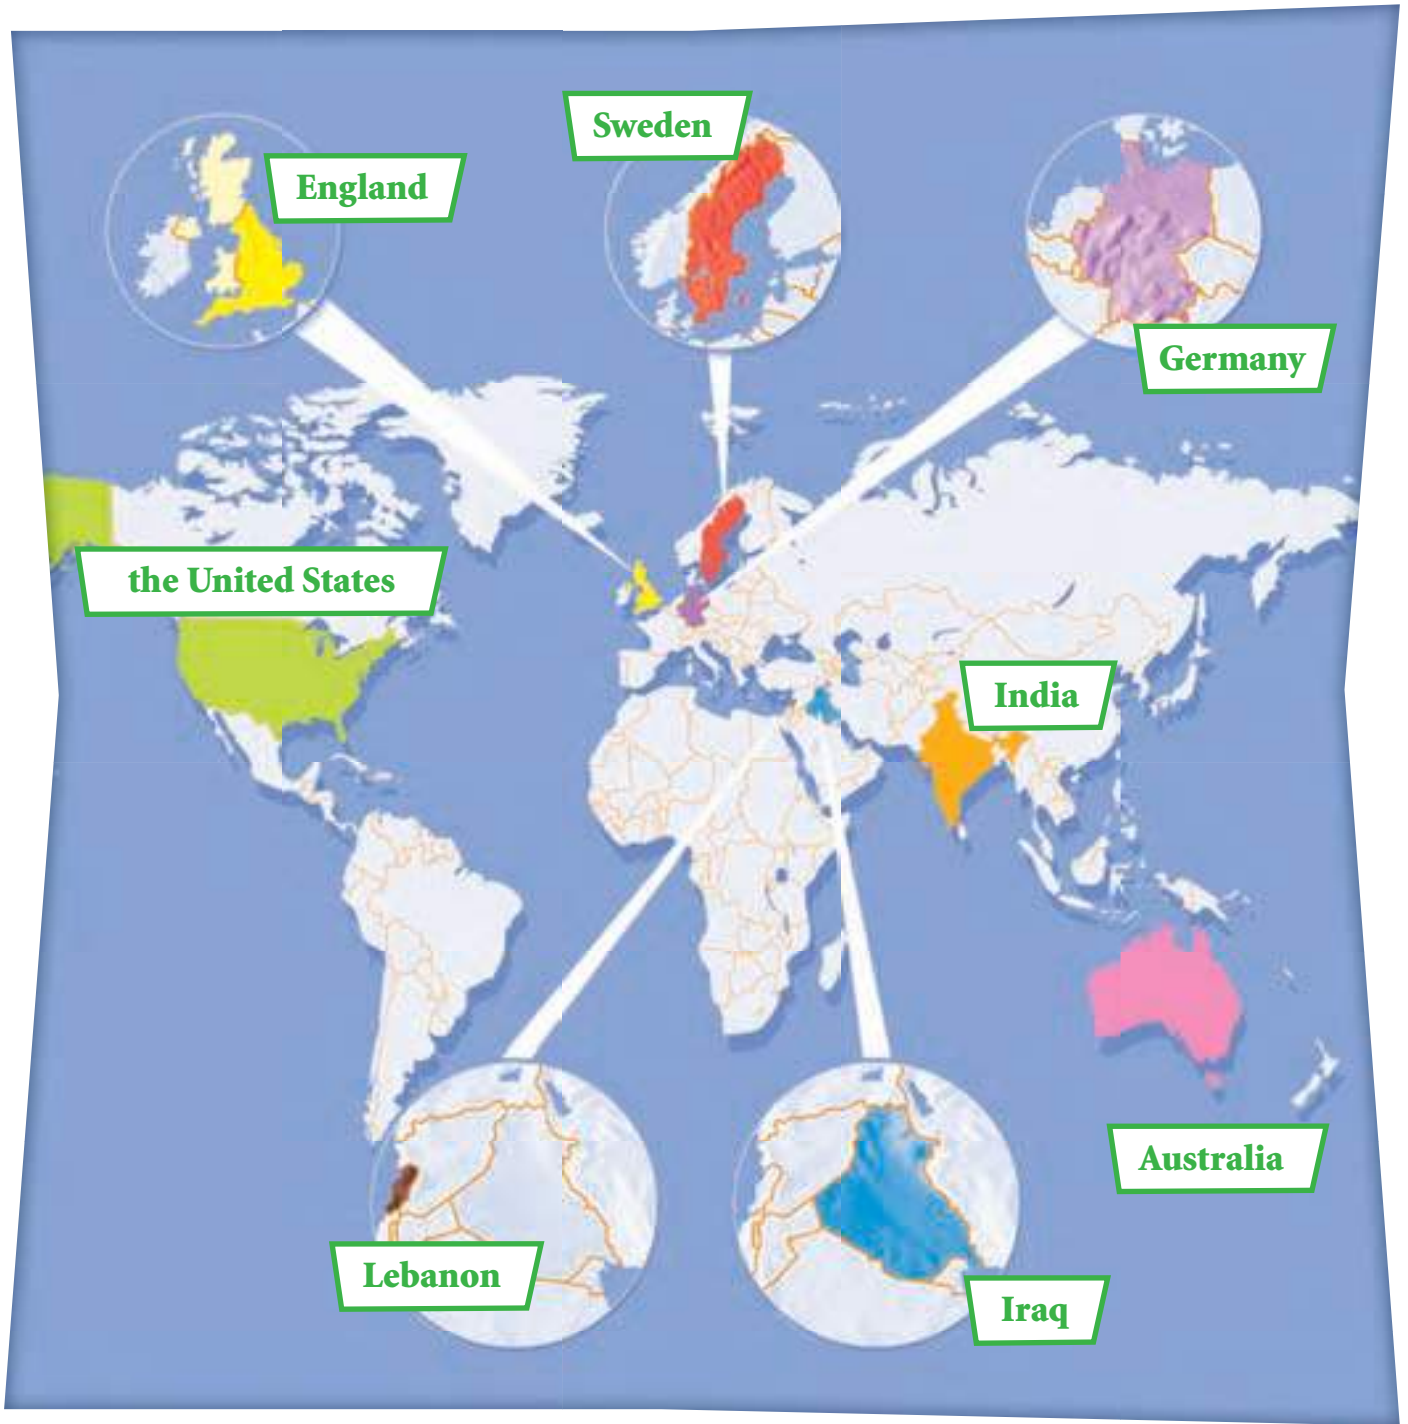 Sweden
England
Germany
the United States
India
Australia
Lebanon
Iraq